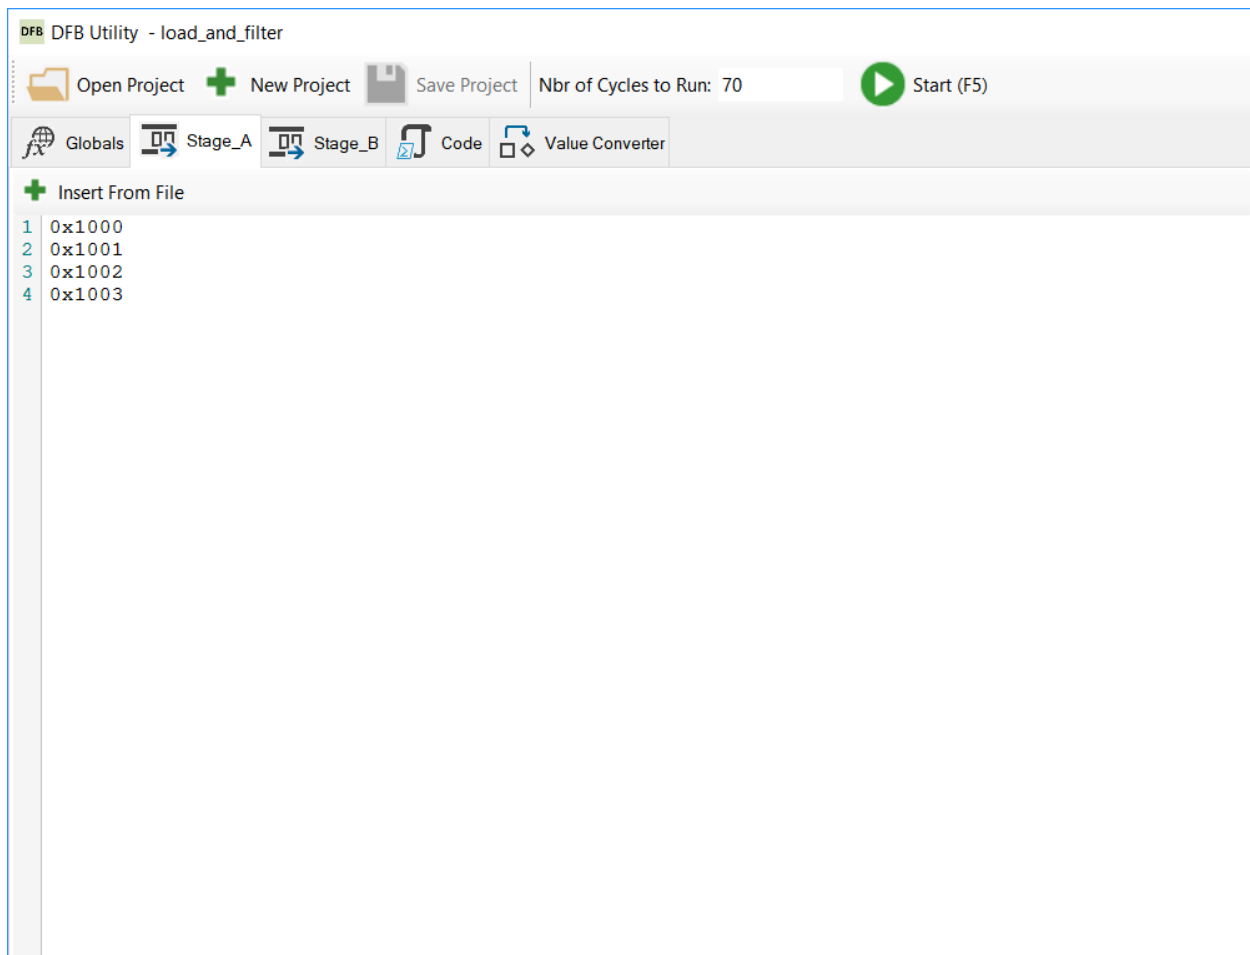 DFB DFB Utility - load_and_filter
Open Project New Project Save Project Nbr of Cycles to Run: 70 Start (F5)
Globals Stage_A Stage_B Code Value Converter
Insert From File
1 0x1000
2 0x1001
3 0x1002
4 0x1003